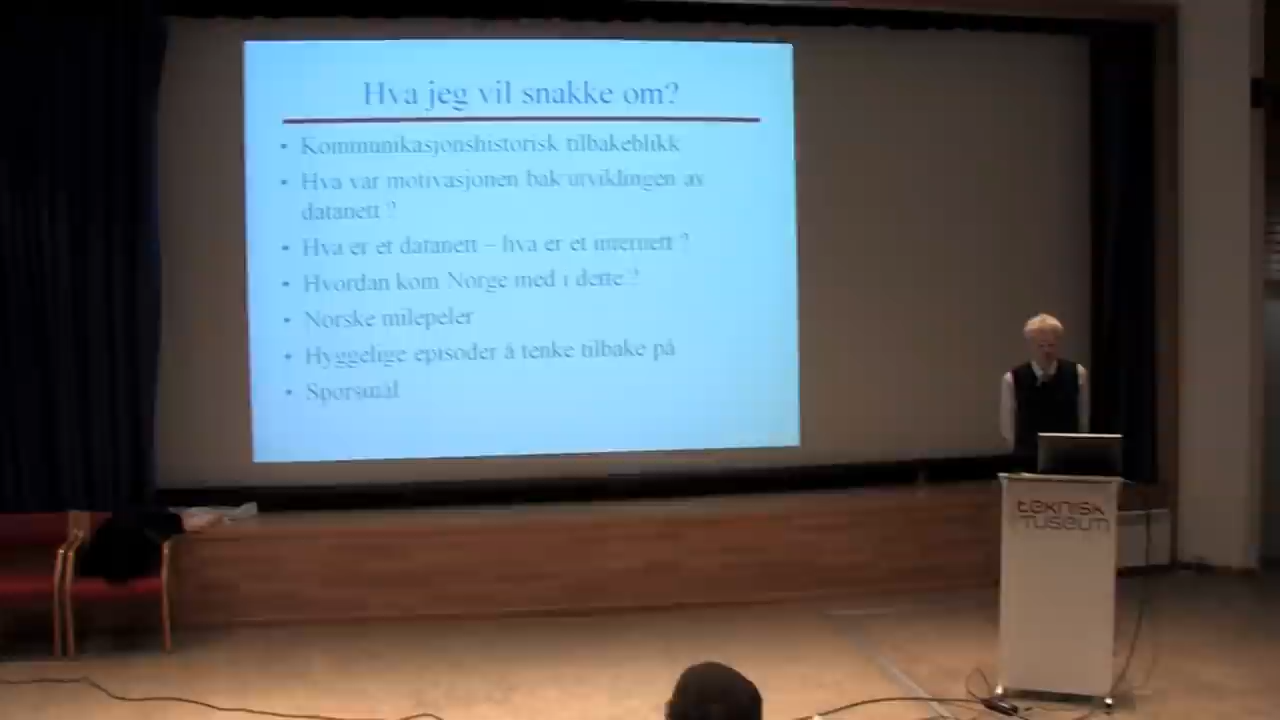 Hva jeg vil snakke om?
• Kommunikasjonshistorisk tilbakeblikk
• Hva var motivasjonen bak utviklingen av
datanett ?
• Hva er et datanett – hva er et internett ?
• Hvordan kom Norge med i dette ?
• Norske milepeler
• Hyggelige episoder å tenke tilbake på
• Spørsmål
teknisk
museum